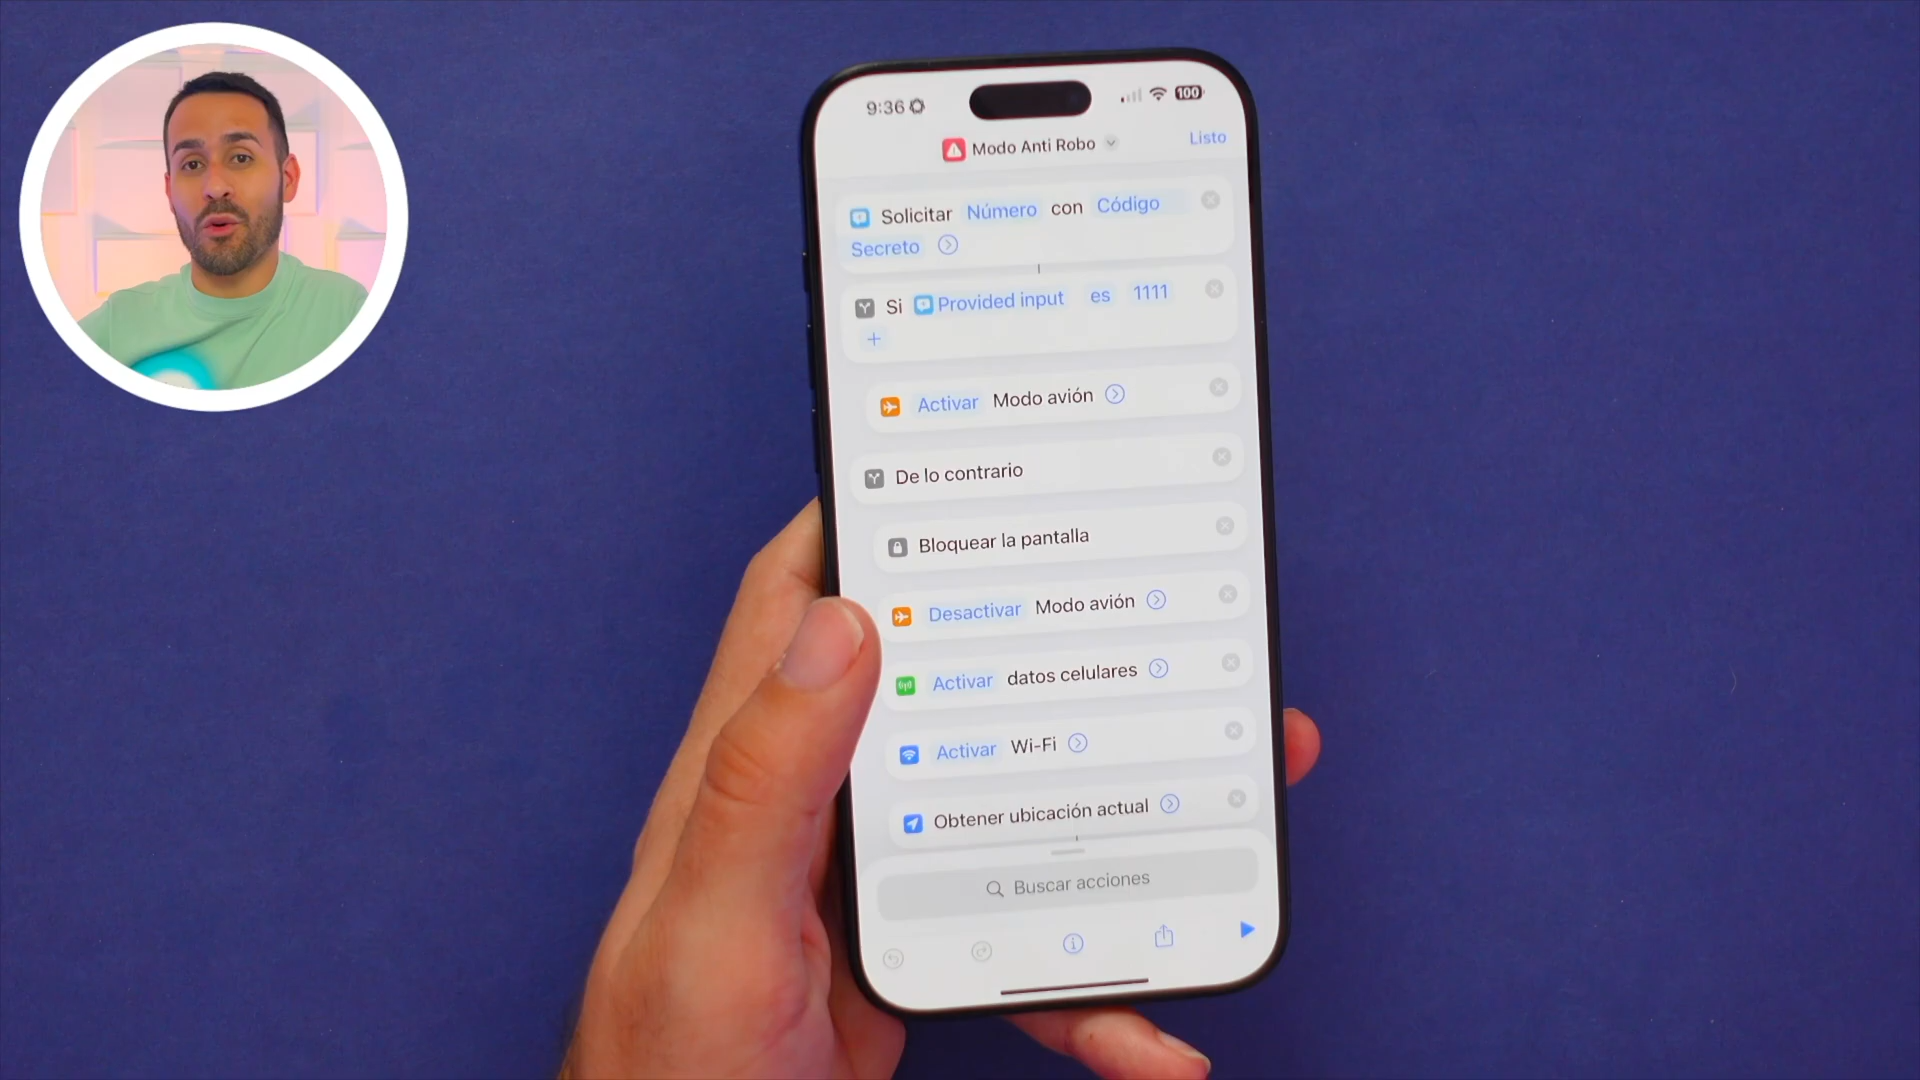 9:36
100
Modo Anti Robo
Listo
Solicitar Número con Código
Secreto
Si Provided input es 1111
Activar Modo avión
De lo contrario
Bloquear la pantalla
Desactivar Modo avión
Activar datos celulares
Activar Wi-Fi
Obtener ubicación actual
Buscar acciones